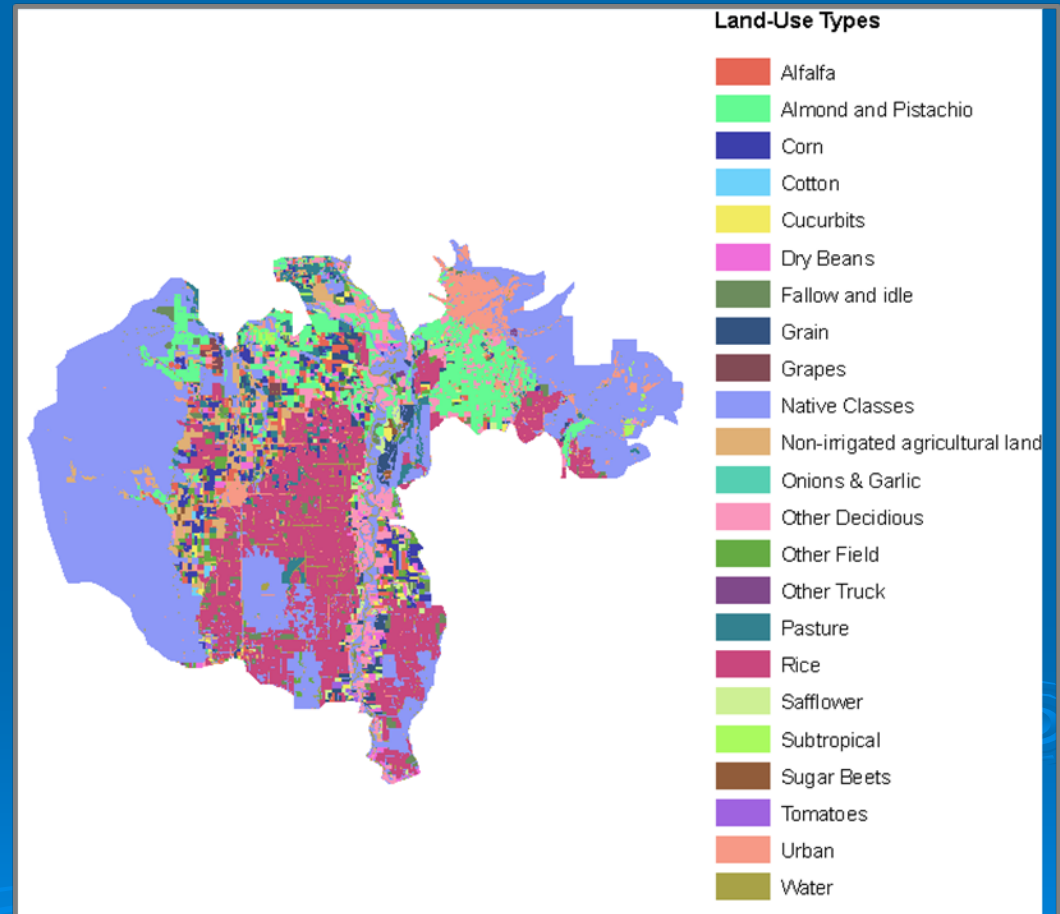 Land-Use Types
Alfalfa
Almond and Pistachio
Corn
Cotton
Cucurbits
Dry Beans
Fallow and idle
Grain
Grapes
Native Classes
Non-irrigated agricultural land
Onions & Garlic
Other Decidious
Other Field
Other Truck
Pasture
Rice
Safflower
Subtropical
Sugar Beets
Tomatoes
Urban
Water